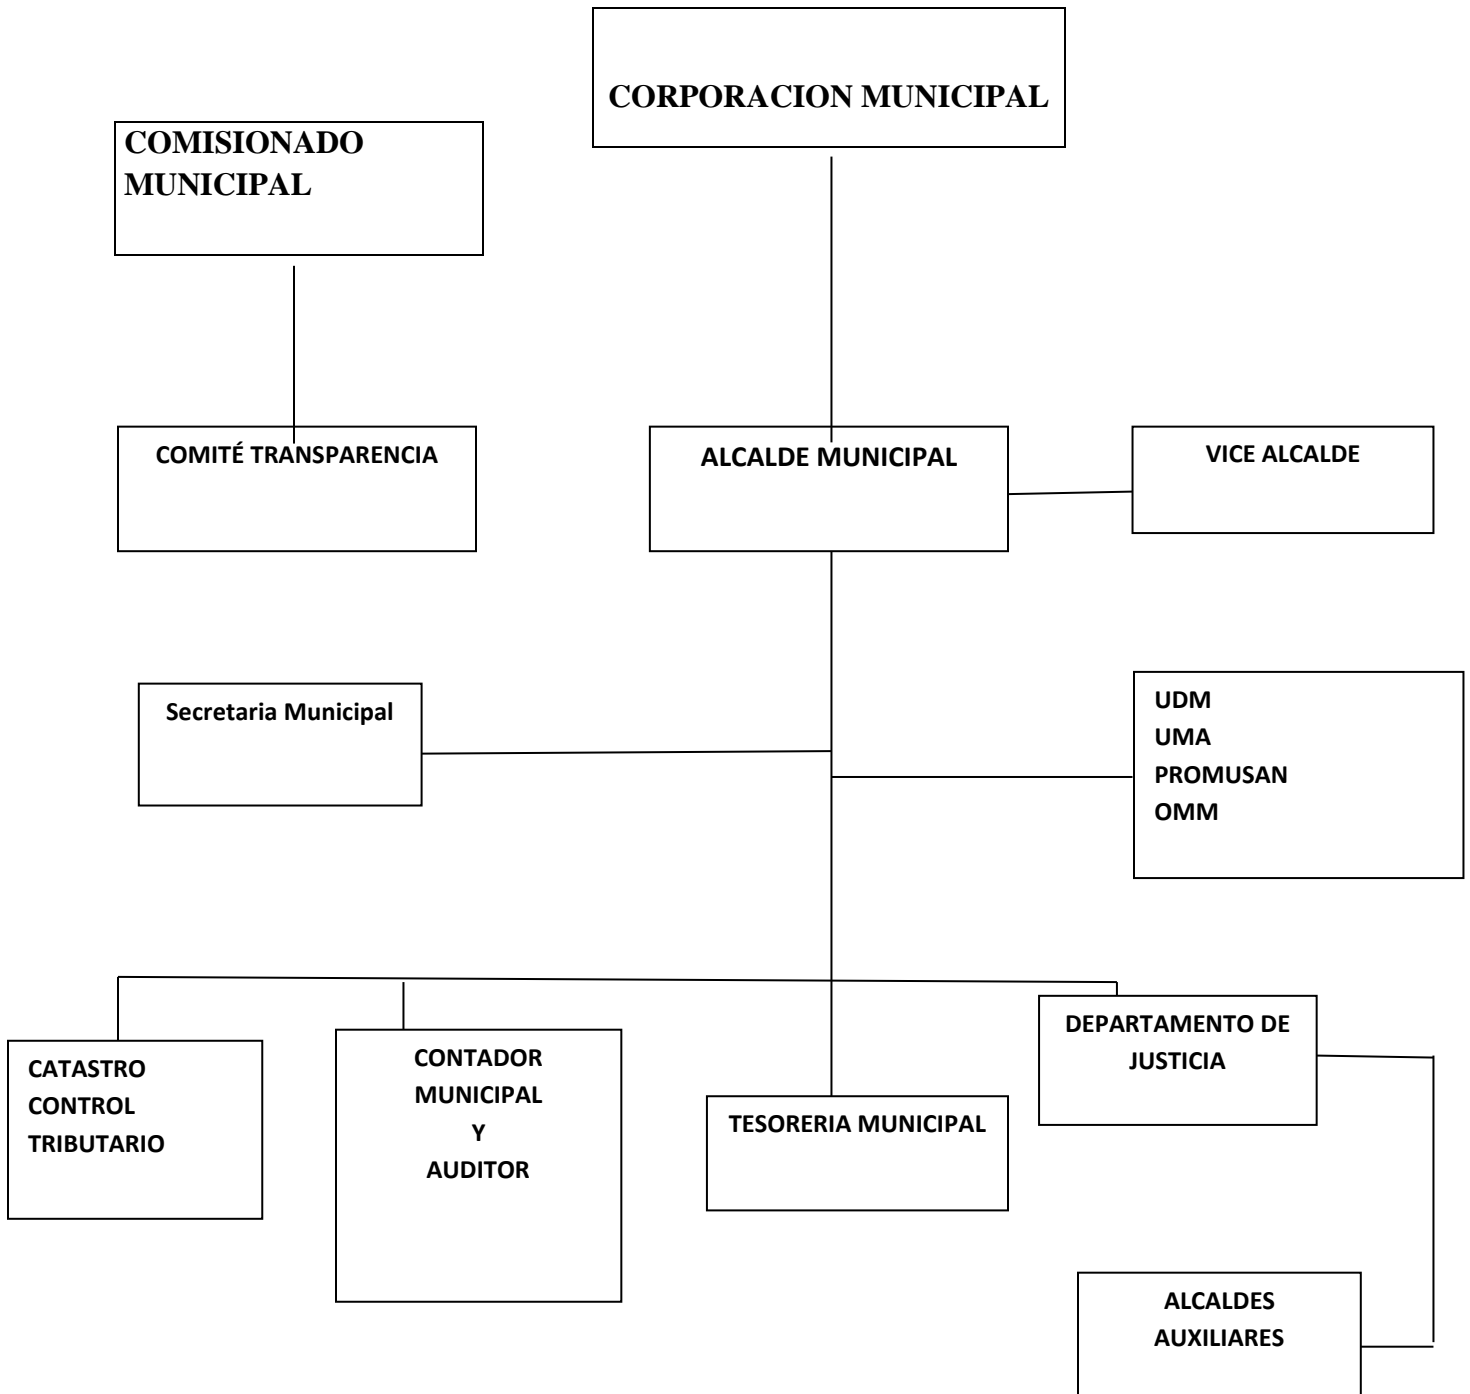 CORPORACION MUNICIPAL
COMISIONADO
MUNICIPAL
COMITÉ TRANSPARENCIA
ALCALDE MUNICIPAL
VICE ALCALDE
Secretaria Municipal
UDM
UMA
PROMUSAN
OMM
CATASTRO
CONTROL
TRIBUTARIO
CONTADOR
MUNICIPAL
Y
AUDITOR
TESORERIA MUNICIPAL
DEPARTAMENTO DE
JUSTICIA
ALCALDES
AUXILIARES